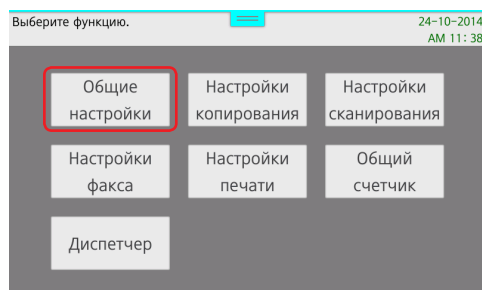 Выберите функцию.
24-10-2014
AM 11:38
Общие
настройки
Настройки
копирования
Настройки
сканирования
Настройки
факса
Настройки
печати
Общий
счетчик
Диспетчер